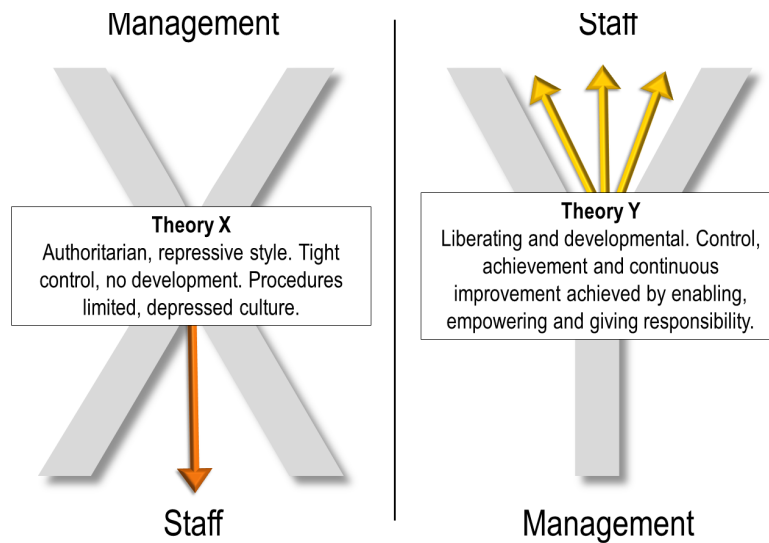 Management
Theory X
Authoritarian, repressive style. Tight
control, no development. Procedures
limited, depressed culture.
Staff
Staff
Theory Y
Liberating and developmental. Control,
achievement and continuous
improvement achieved by enabling,
empowering and giving responsibility.
Management